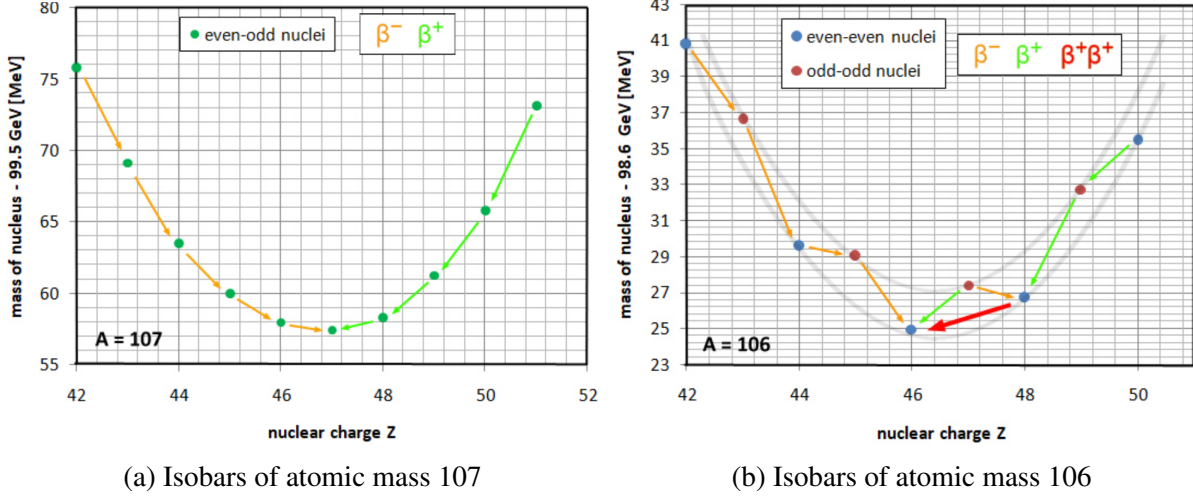 mass of nucleus - 99.5 GeV [MeV]
80
75
70
65
60
55
even-odd nuclei
β⁻ β⁺
A = 107
42 44 46 48 50 52
nuclear charge Z
(a) Isobars of atomic mass 107
mass of nucleus - 98.6 GeV [MeV]
43
41
39
37
35
33
31
29
27
25
23
even-even nuclei
odd-odd nuclei
β⁻ β⁺ β⁺β⁺
A = 106
42 44 46 48 50
nuclear charge Z
(b) Isobars of atomic mass 106